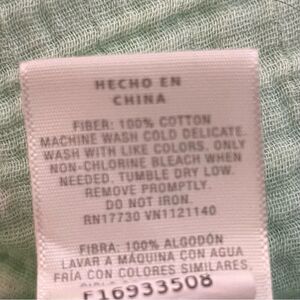 HECHO EN
CHINA
FIBER: 100% COTTON
MACHINE WASH COLD DELICATE.
WASH WITH LIKE COLORS. ONLY
NON-CHLORINE BLEACH WHEN
NEEDED. TUMBLE DRY LOW.
REMOVE PROMPTLY.
DO NOT IRON.
RN17730 VN1121140
FIBRA: 100% ALGODÓN
LAVAR A MÁQUINA CON AGUA
FRÍA CON COLORES SIMILARES.
F16933508